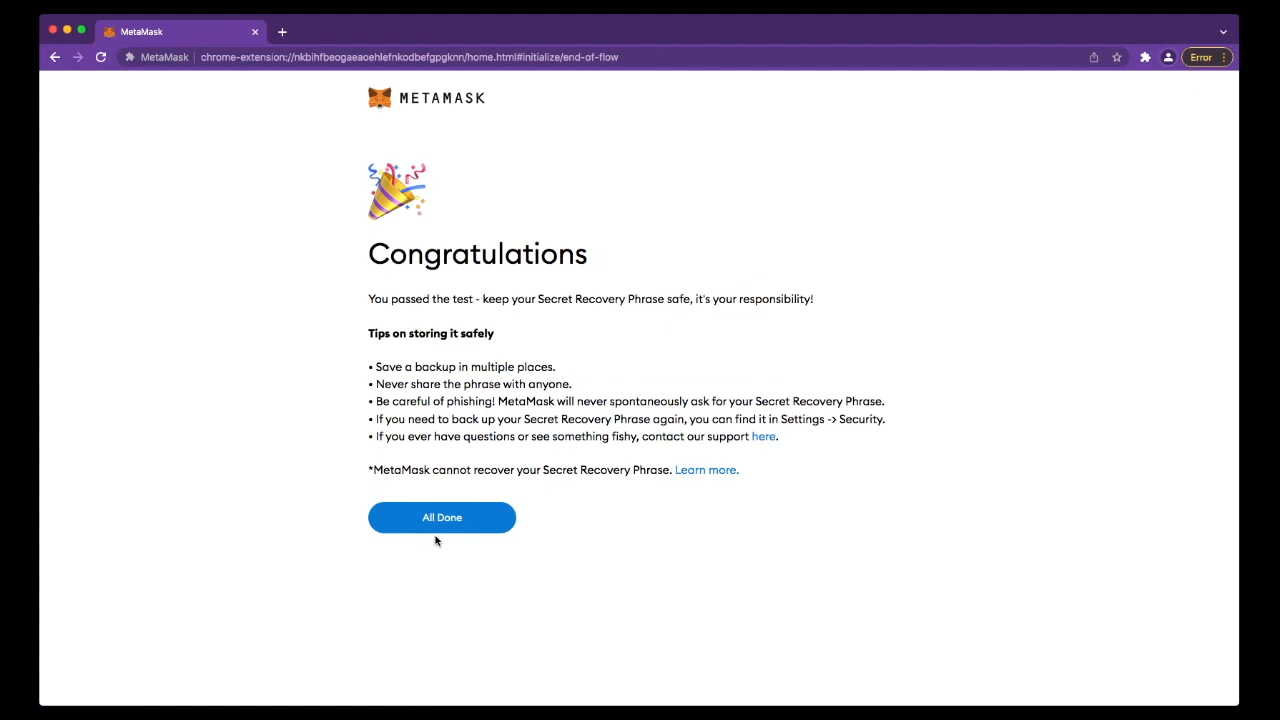 MetaMask
MetaMask chrome-extension://nkbihfbeogaeaoehlefnkodbefgpgknn/home.html#initialize/end-of-flow Error
METAMASK
Congratulations
You passed the test - keep your Secret Recovery Phrase safe, it's your responsibility!
Tips on storing it safely
• Save a backup in multiple places.
• Never share the phrase with anyone.
• Be careful of phishing! MetaMask will never spontaneously ask for your Secret Recovery Phrase.
• If you need to back up your Secret Recovery Phrase again, you can find it in Settings -> Security.
• If you ever have questions or see something fishy, contact our support here.
*MetaMask cannot recover your Secret Recovery Phrase. Learn more.
All Done